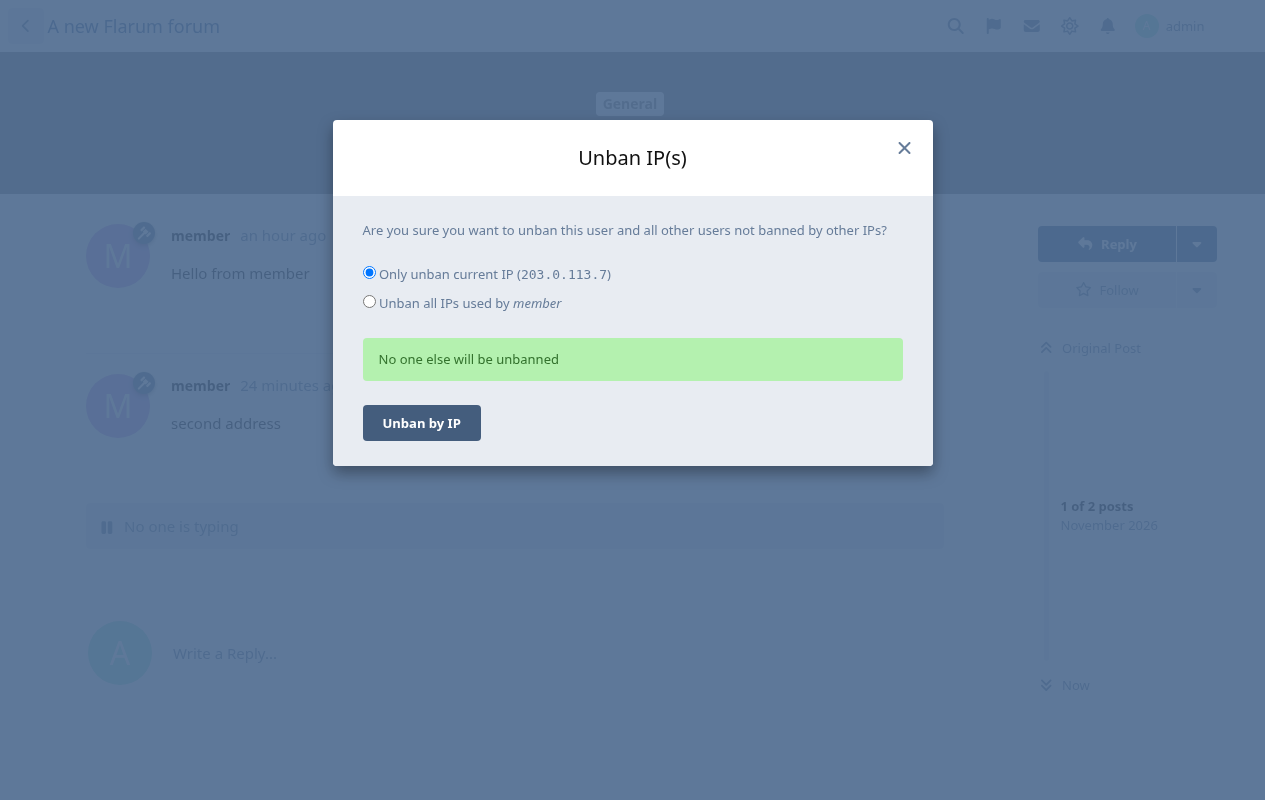 A new Flarum forum
admin
General
Unban IP(s)
Are you sure you want to unban this user and all other users not banned by other IPs?
Only unban current IP (203.0.113.7)
Unban all IPs used by member
No one else will be unbanned
Unban by IP
M
member an hour ago
Hello from member
M
member 24 minutes a
second address
No one is typing
A
Write a Reply...
Reply
Follow
Original Post
1 of 2 posts
November 2026
Now